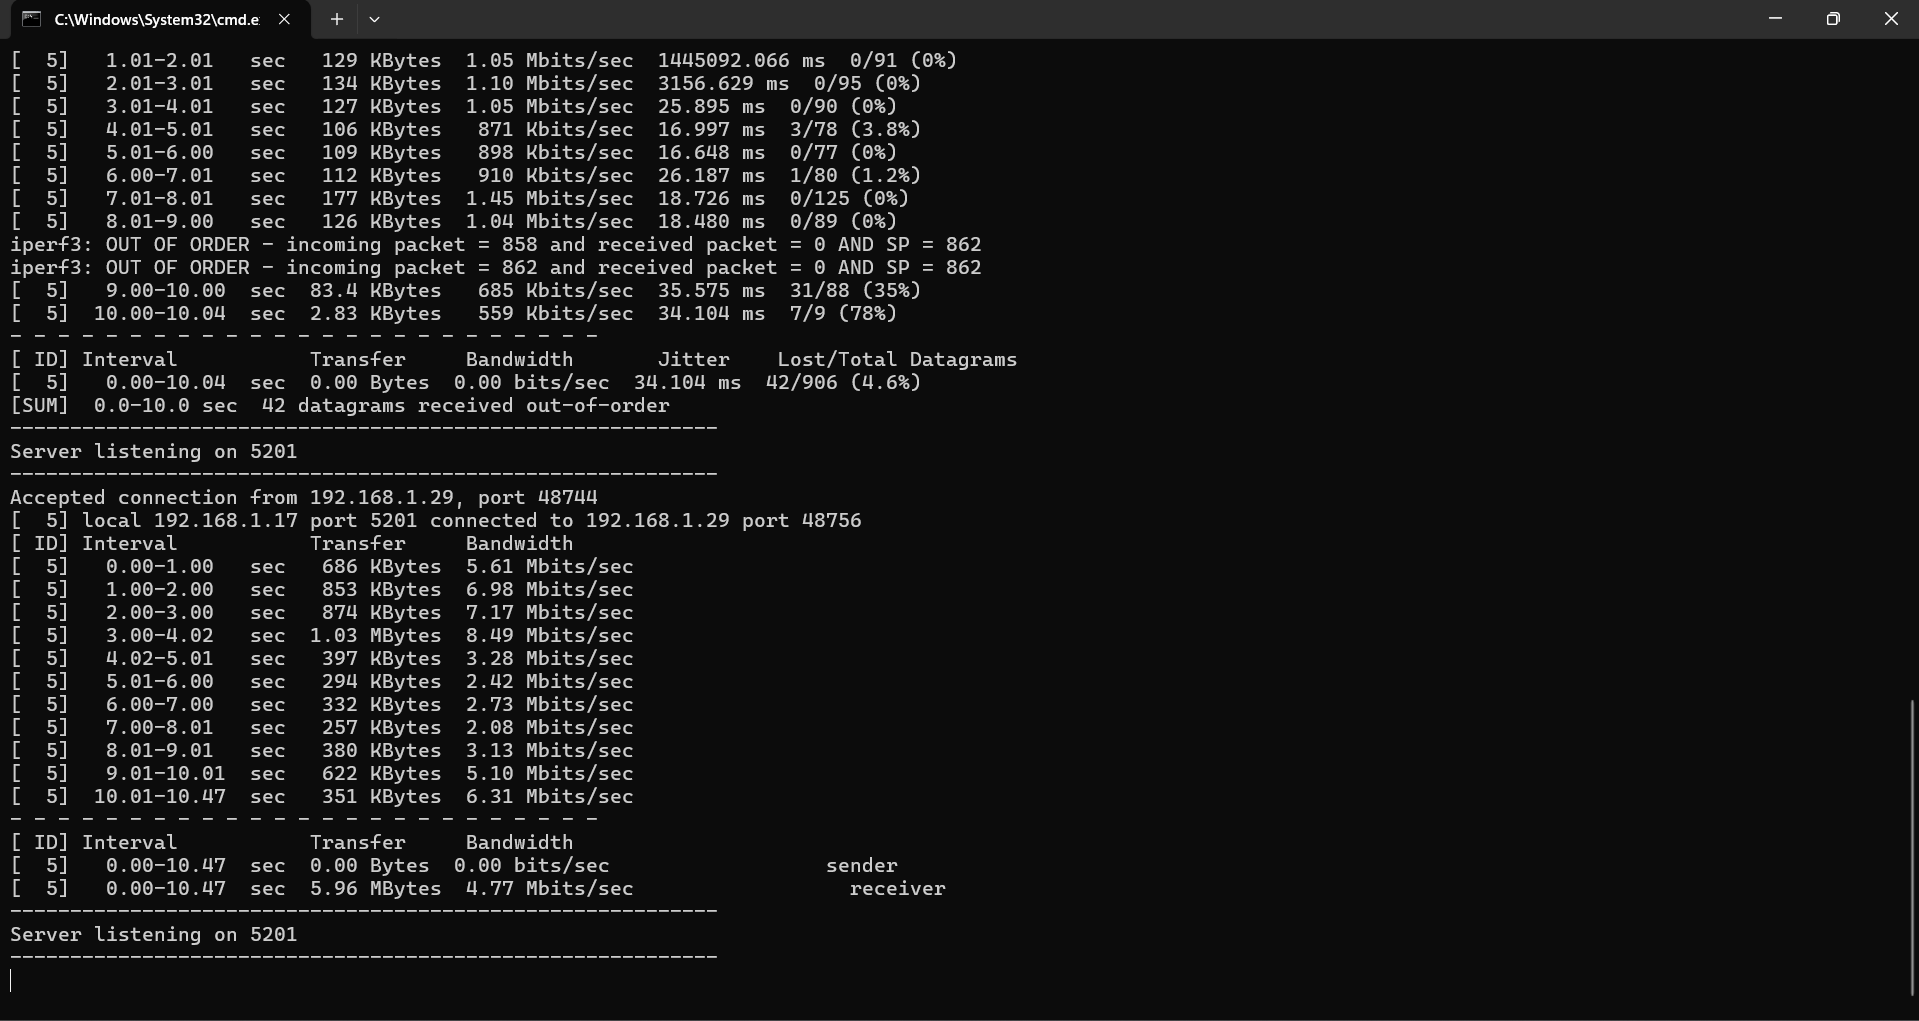 C:\Windows\System32\cmd.e
[  5]   1.01-2.01   sec   129 KBytes  1.05 Mbits/sec  1445092.066 ms  0/91 (0%)
[  5]   2.01-3.01   sec   134 KBytes  1.10 Mbits/sec  3156.629 ms  0/95 (0%)
[  5]   3.01-4.01   sec   127 KBytes  1.05 Mbits/sec  25.895 ms  0/90 (0%)
[  5]   4.01-5.01   sec   106 KBytes   871 Kbits/sec  16.997 ms  3/78 (3.8%)
[  5]   5.01-6.00   sec   109 KBytes   898 Kbits/sec  16.648 ms  0/77 (0%)
[  5]   6.00-7.01   sec   112 KBytes   910 Kbits/sec  26.187 ms  1/80 (1.2%)
[  5]   7.01-8.01   sec   177 KBytes  1.45 Mbits/sec  18.726 ms  0/125 (0%)
[  5]   8.01-9.00   sec   126 KBytes  1.04 Mbits/sec  18.480 ms  0/89 (0%)
iperf3: OUT OF ORDER - incoming packet = 858 and received packet = 0 AND SP = 862
iperf3: OUT OF ORDER - incoming packet = 862 and received packet = 0 AND SP = 862
[  5]   9.00-10.00  sec  83.4 KBytes   685 Kbits/sec  35.575 ms  31/88 (35%)
[  5]  10.00-10.04  sec  2.83 KBytes   559 Kbits/sec  34.104 ms  7/9 (78%)
- - - - - - - - - - - - - - - - - - - - - - - - -
[ ID] Interval           Transfer     Bandwidth       Jitter    Lost/Total Datagrams
[  5]   0.00-10.04  sec  0.00 Bytes  0.00 bits/sec  34.104 ms  42/906 (4.6%)
[SUM]  0.0-10.0 sec  42 datagrams received out-of-order
-----------------------------------------------------------
Server listening on 5201
-----------------------------------------------------------
Accepted connection from 192.168.1.29, port 48744
[  5] local 192.168.1.17 port 5201 connected to 192.168.1.29 port 48756
[ ID] Interval           Transfer     Bandwidth
[  5]   0.00-1.00   sec   686 KBytes  5.61 Mbits/sec
[  5]   1.00-2.00   sec   853 KBytes  6.98 Mbits/sec
[  5]   2.00-3.00   sec   874 KBytes  7.17 Mbits/sec
[  5]   3.00-4.02   sec  1.03 MBytes  8.49 Mbits/sec
[  5]   4.02-5.01   sec   397 KBytes  3.28 Mbits/sec
[  5]   5.01-6.00   sec   294 KBytes  2.42 Mbits/sec
[  5]   6.00-7.00   sec   332 KBytes  2.73 Mbits/sec
[  5]   7.00-8.01   sec   257 KBytes  2.08 Mbits/sec
[  5]   8.01-9.01   sec   380 KBytes  3.13 Mbits/sec
[  5]   9.01-10.01  sec   622 KBytes  5.10 Mbits/sec
[  5]  10.01-10.47  sec   351 KBytes  6.31 Mbits/sec
- - - - - - - - - - - - - - - - - - - - - - - - -
[ ID] Interval           Transfer     Bandwidth
[  5]   0.00-10.47  sec  0.00 Bytes  0.00 bits/sec                  sender
[  5]   0.00-10.47  sec  5.96 MBytes  4.77 Mbits/sec                  receiver
-----------------------------------------------------------
Server listening on 5201
-----------------------------------------------------------